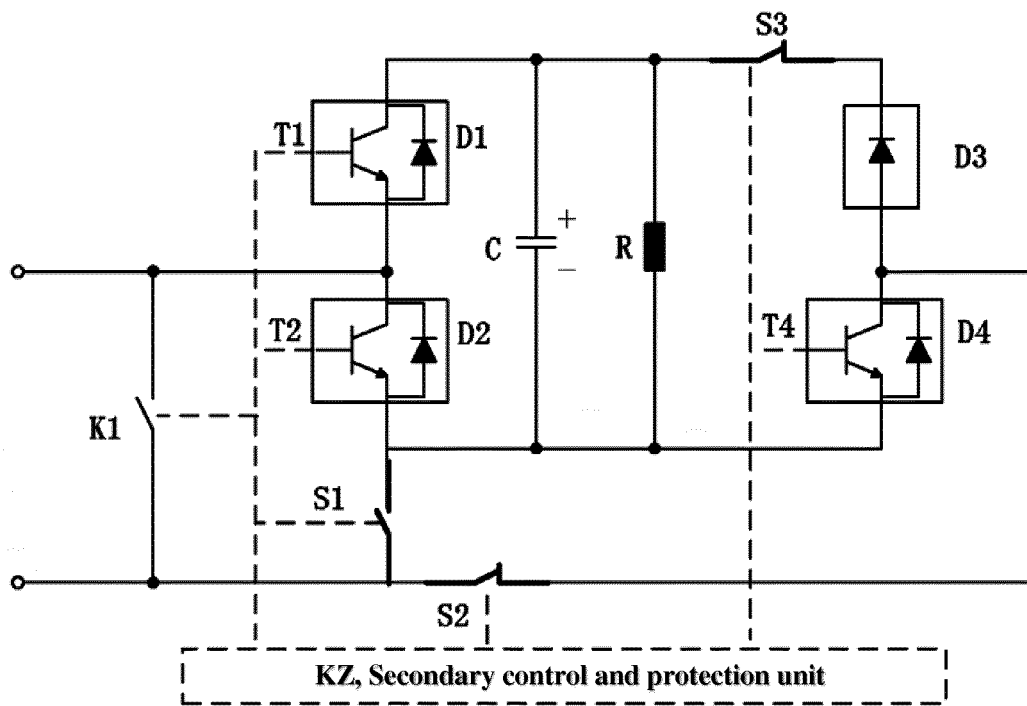 S3
T1
D1
D3
+
C
−
R
T2
D2
T4
D4
K1
S1
S2
KZ, Secondary control and protection unit